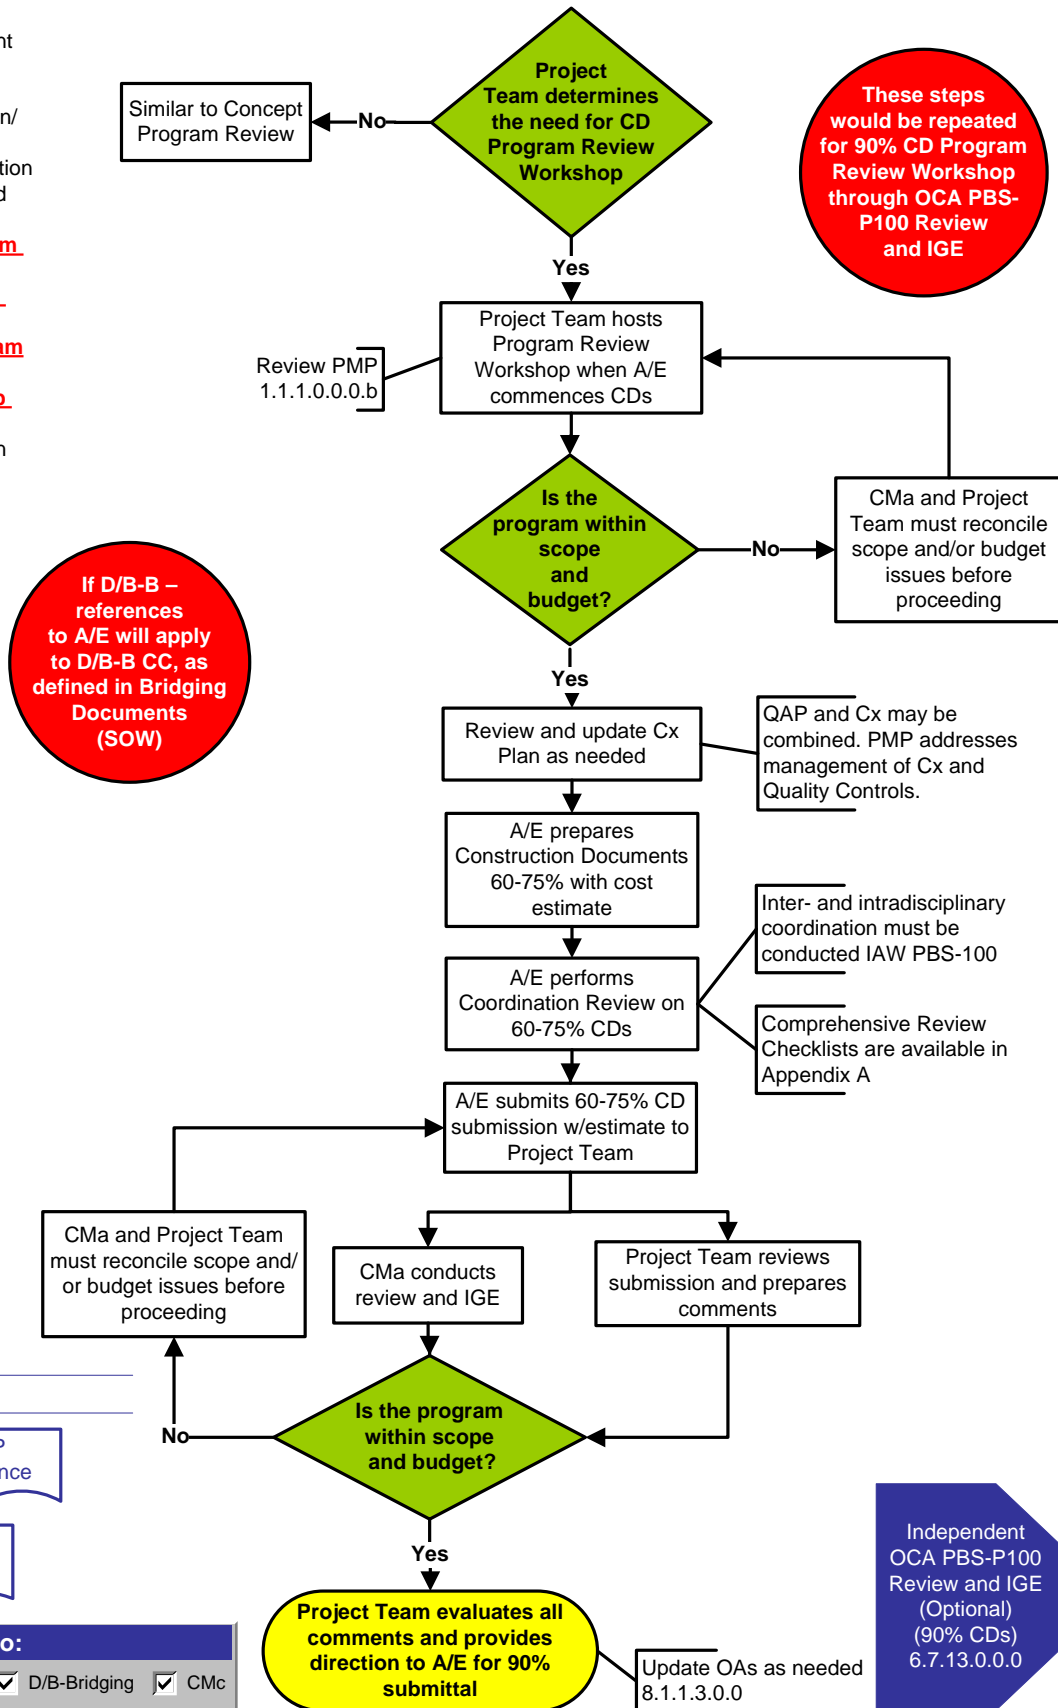 nt
n/
tion
d
m
am
p
n
Project
Team determines
the need for CD
Program Review
Workshop
No
Similar to Concept
Program Review
These steps
would be repeated
for 90% CD Program
Review Workshop
through OCA PBS-
P100 Review
and IGE
Yes
Project Team hosts
Program Review
Workshop when A/E
commences CDs
Review PMP
1.1.1.0.0.0.b
Is the
program within
scope
and
budget?
No
CMa and Project
Team must reconcile
scope and/or budget
issues before
proceeding
If D/B-B –
references
to A/E will apply
to D/B-B CC, as
defined in Bridging
Documents
(SOW)
Yes
Review and update Cx
Plan as needed
QAP and Cx may be
combined. PMP addresses
management of Cx and
Quality Controls.
A/E prepares
Construction Documents
60-75% with cost
estimate
A/E performs
Coordination Review on
60-75% CDs
Inter- and intradisciplinary
coordination must be
conducted IAW PBS-100
Comprehensive Review
Checklists are available in
Appendix A
A/E submits 60-75% CD
submission w/estimate to
Project Team
CMa and Project Team
must reconcile scope and/
or budget issues before
proceeding
CMa conducts
review and IGE
Project Team reviews
submission and prepares
comments
Is the program
within scope
and budget?
No
nce
Yes
Project Team evaluates all
comments and provides
direction to A/E for 90%
submittal
Update OAs as needed
8.1.1.3.0.0
Independent
OCA PBS-P100
Review and IGE
(Optional)
(90% CDs)
6.7.13.0.0.0
o:
D/B-Bridging CMc